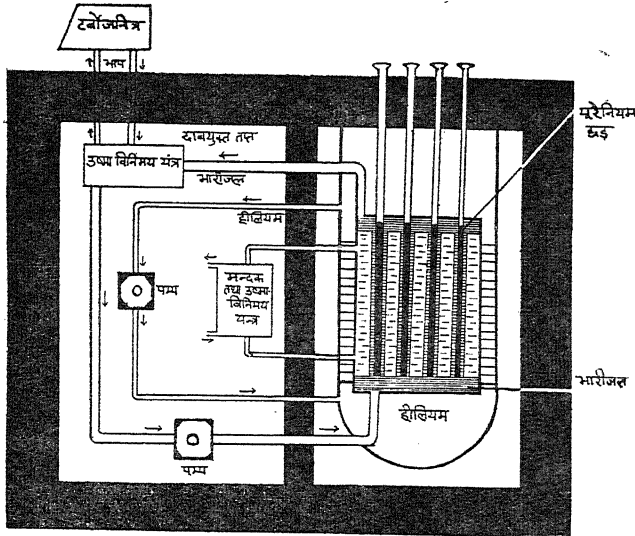 टर्बोजनित्र
भाप
दाबयुक्त तप्त
उष्मा विनिमय यंत्र
भारीजल
हीलियम
पम्प
मन्दक
तथा उष्मा-
विनिमय
यन्त्र
पम्प
हीलियम
यूरेनियम
छड़
भारीजल